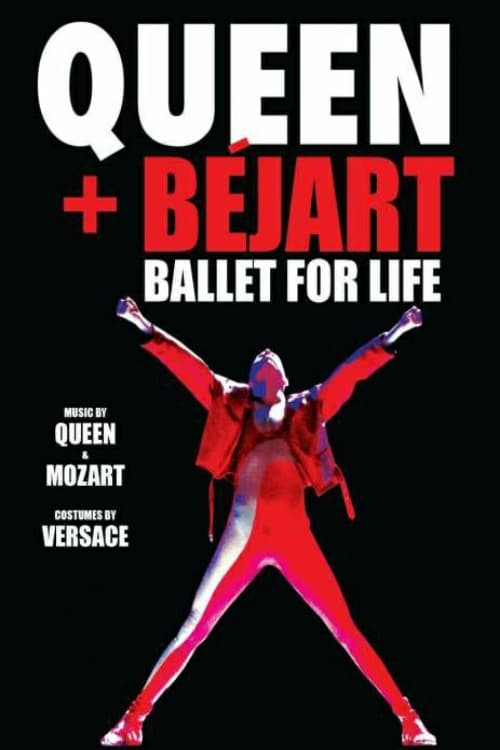 QUEEN
+ BÉJART
BALLET FOR LIFE
MUSIC BY
QUEEN
&
MOZART
COSTUMES BY
VERSACE